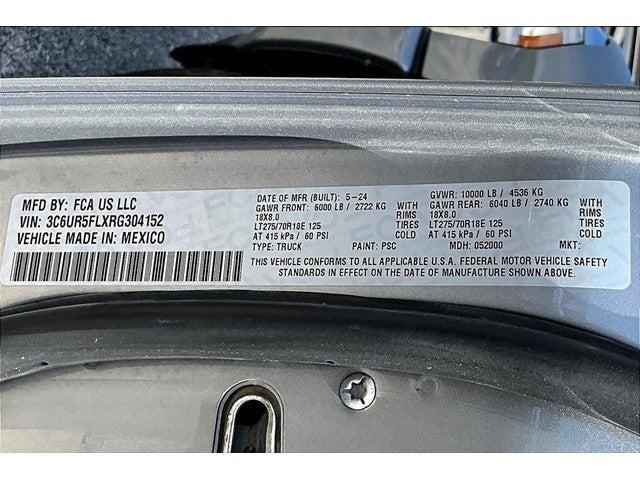 MFD BY: FCA US LLC
VIN: 3C6UR5FLXRG304152
VEHICLE MADE IN: MEXICO
DATE OF MFR (BUILT): 5-24
GAWR FRONT: 6000 LB / 2722 KG WITH
18X8.0 RIMS
LT275/70R18E 125 TIRES
AT 415 kPa / 60 PSI COLD
TYPE: TRUCK PAINT: PSC
GVWR: 10000 LB / 4536 KG
GAWR REAR: 6040 LB / 2740 KG WITH
18X8.0 RIMS
LT275/70R18E 125 TIRES
AT 415 kPa / 60 PSI COLD
MDH: 052000 MKT:
THIS VEHICLE CONFORMS TO ALL APPLICABLE U.S.A. FEDERAL MOTOR VEHICLE SAFETY
STANDARDS IN EFFECT ON THE DATE OF MANUFACTURE SHOWN ABOVE.